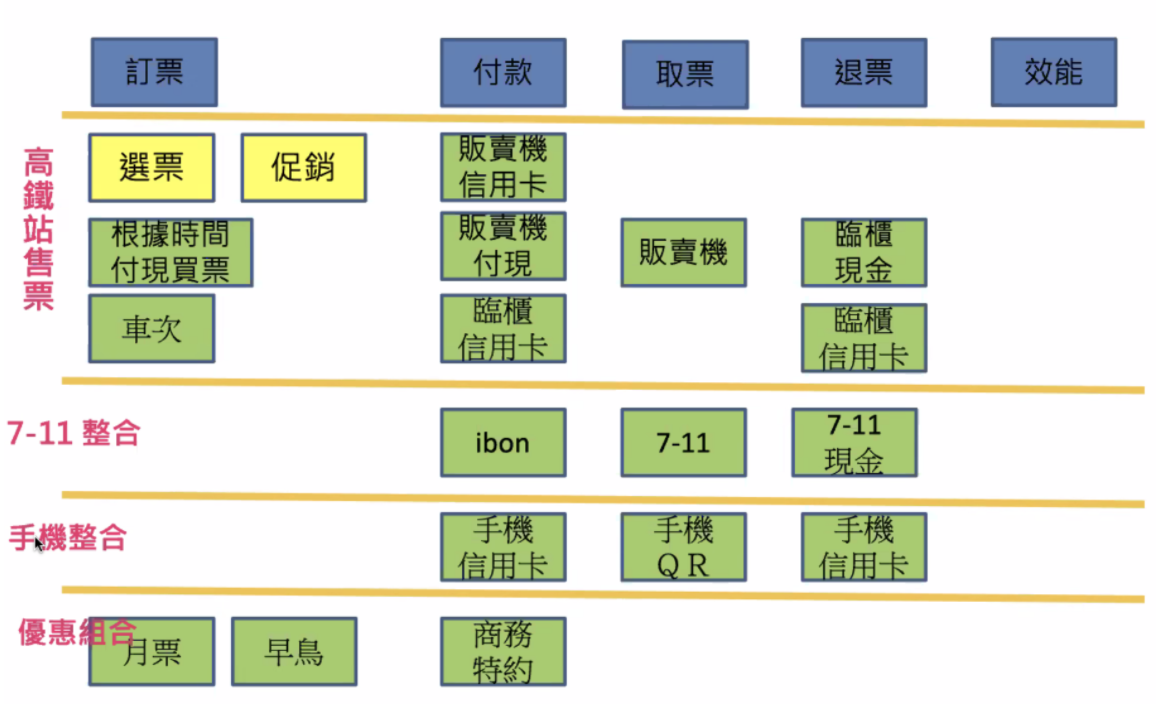 訂票
付款
取票
退票
效能
高鐵站售票
選票
促銷
販賣機
信用卡
根據時間
付現買票
販賣機
付現
販賣機
臨櫃
現金
車次
臨櫃
信用卡
臨櫃
信用卡
7-11 整合
ibon
7-11
7-11
現金
手機整合
手機
信用卡
手機
QR
手機
信用卡
優惠組合
月票
早鳥
商務
特約